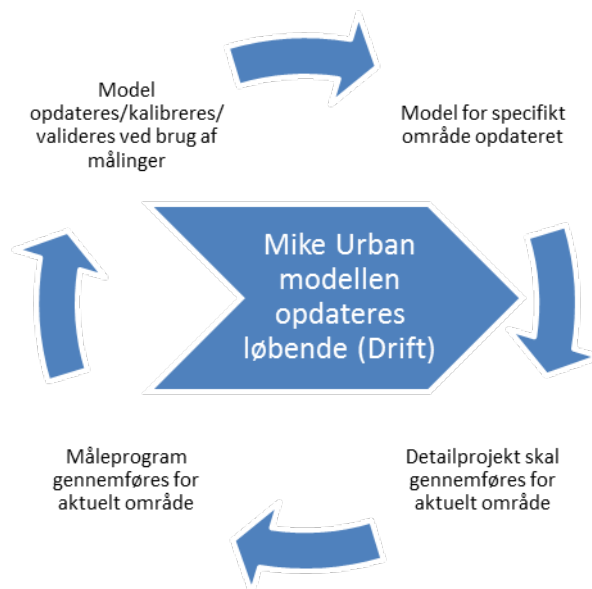 Model
opdateres/kalibreres/
valideres ved brug af
målinger
Model for specifikt
område opdateret
Mike Urban
modellen
opdateres
løbende (Drift)
Måleprogram
gennemføres for
aktuelt område
Detailprojekt skal
gennemføres for
aktuelt område